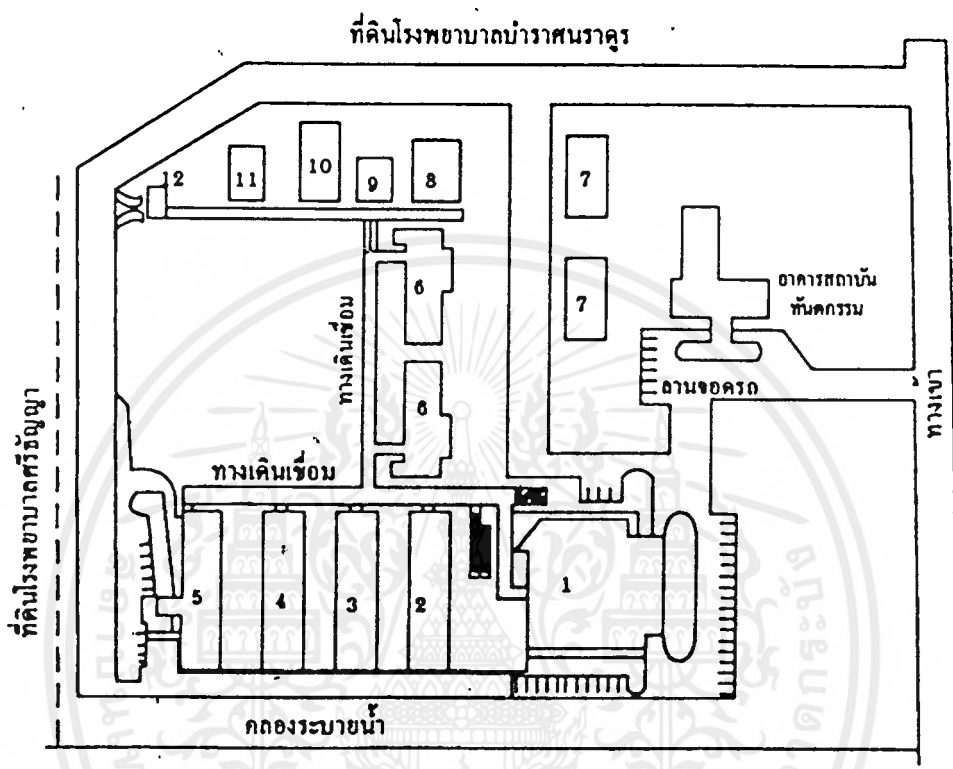 ที่ดินโรงพยาบาลบำราศนราดูร
12
11
10
9
8
7
6
7
อาคารสถาบัน
ทันตกรรม
ทางเดินเชื่อม
6
ลานจอดรถ
ทางเข้า
ที่ดินโรงพยาบาลศรีธัญญา
ทางเดินเชื่อม
5
4
3
2
1
คลองระบายน้ำ